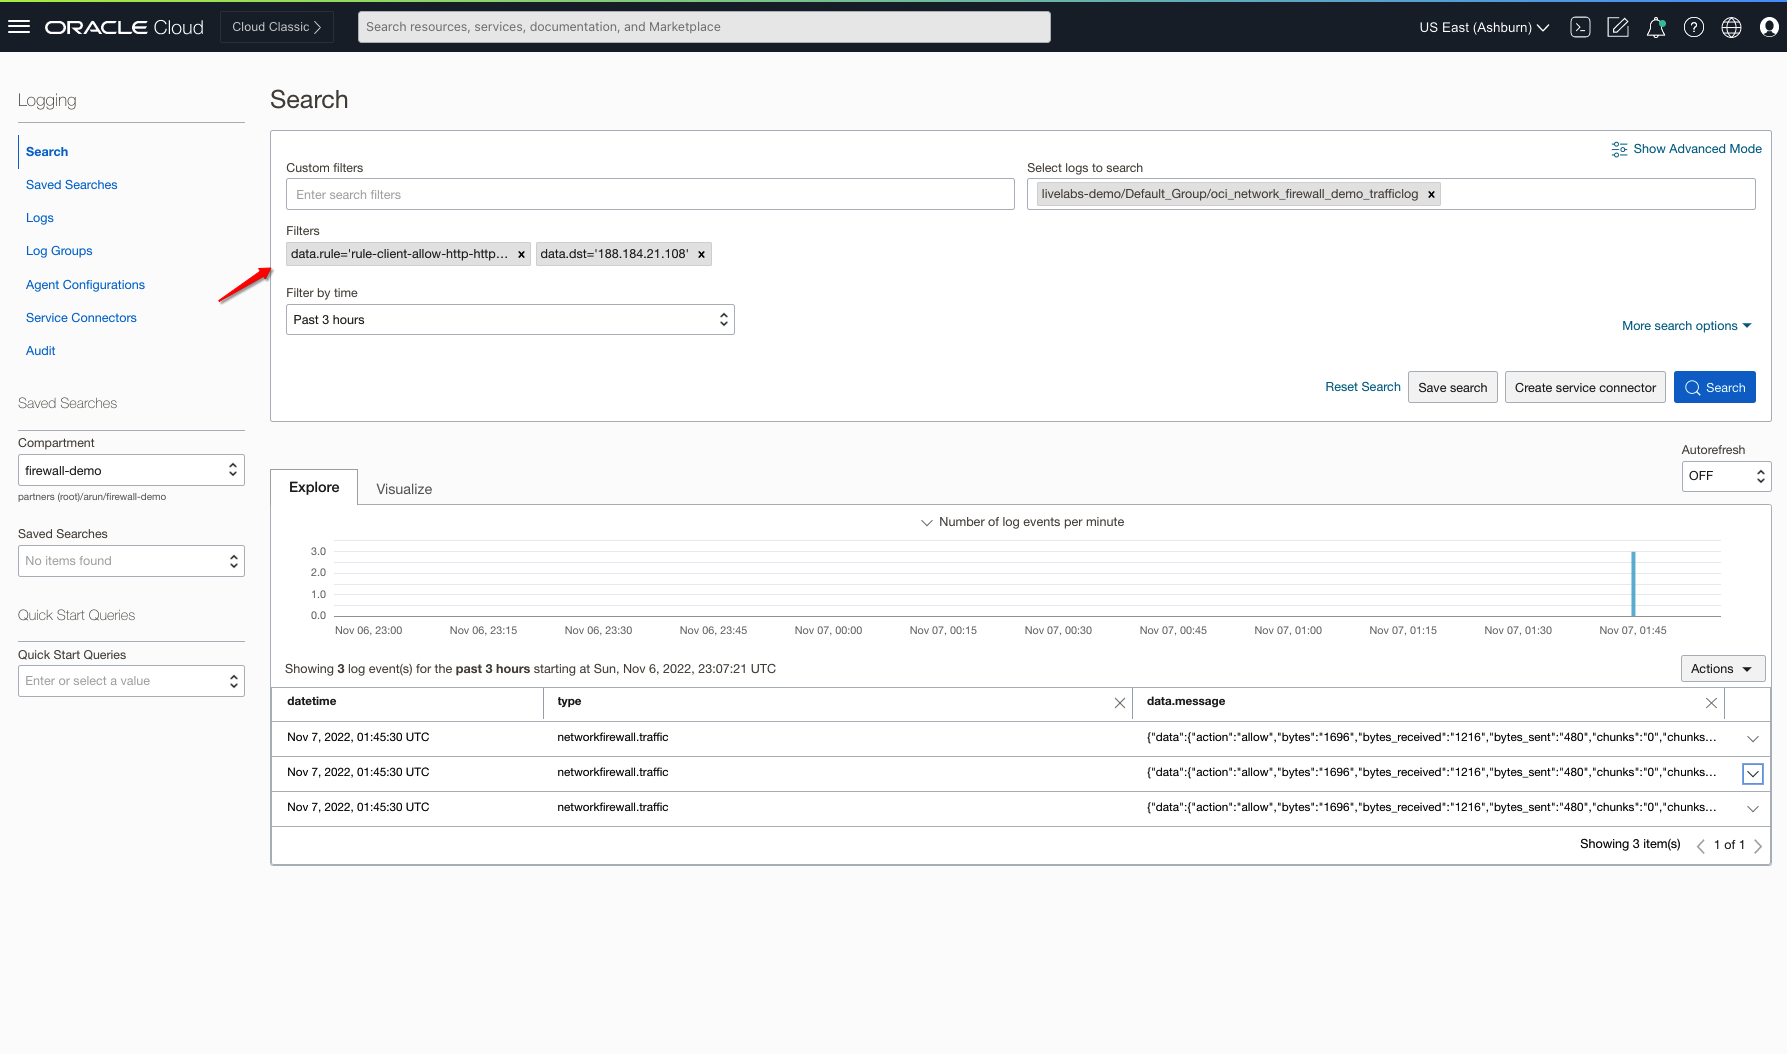 ORACLE Cloud
Cloud Classic
Search resources, services, documentation, and Marketplace
US East (Ashburn)
Logging
Search
Saved Searches
Logs
Log Groups
Agent Configurations
Service Connectors
Audit
Saved Searches
Compartment
firewall-demo
partners (root)/arun/firewall-demo
Saved Searches
No items found
Quick Start Queries
Quick Start Queries
Enter or select a value
Search
Show Advanced Mode
Custom filters
Enter search filters
Select logs to search
livelabs-demo/Default_Group/oci_network_firewall_demo_trafficlog ×
Filters
data.rule='rule-client-allow-http-http... × data.dst='188.184.21.108' ×
Filter by time
Past 3 hours
More search options
Reset Search Save search Create service connector Search
Autorefresh
OFF
Explore Visualize
Number of log events per minute
3.0
2.0
1.0
0.0
Nov 06, 23:00 Nov 06, 23:15 Nov 06, 23:30 Nov 06, 23:45 Nov 07, 00:00 Nov 07, 00:15 Nov 07, 00:30 Nov 07, 00:45 Nov 07, 01:00 Nov 07, 01:15 Nov 07, 01:30 Nov 07, 01:45
Showing 3 log event(s) for the past 3 hours starting at Sun, Nov 6, 2022, 23:07:21 UTC
Actions
datetime type data.message
Nov 7, 2022, 01:45:30 UTC networkfirewall.traffic {"data":{"action":"allow","bytes":"1696","bytes_received":"1216","bytes_sent":"480","chunks":"0","chunks...
Nov 7, 2022, 01:45:30 UTC networkfirewall.traffic {"data":{"action":"allow","bytes":"1696","bytes_received":"1216","bytes_sent":"480","chunks":"0","chunks...
Nov 7, 2022, 01:45:30 UTC networkfirewall.traffic {"data":{"action":"allow","bytes":"1696","bytes_received":"1216","bytes_sent":"480","chunks":"0","chunks...
Showing 3 item(s) 1 of 1